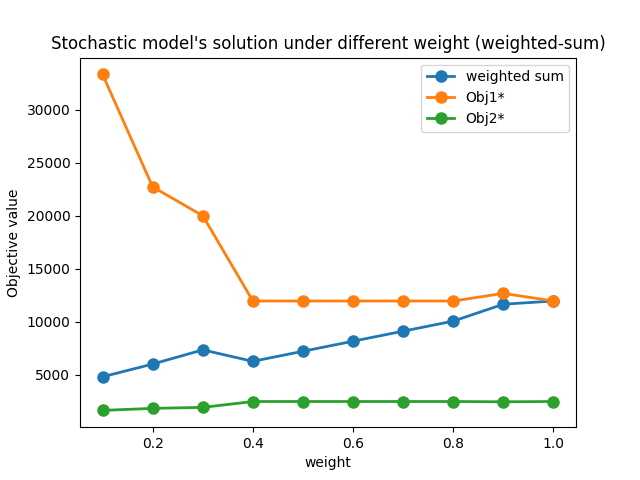 Stochastic model's solution under different weight (weighted-sum)
weighted sum
Obj1*
Obj2*
Objective value
30000
25000
20000
15000
10000
5000
0.2 0.4 0.6 0.8 1.0
weight